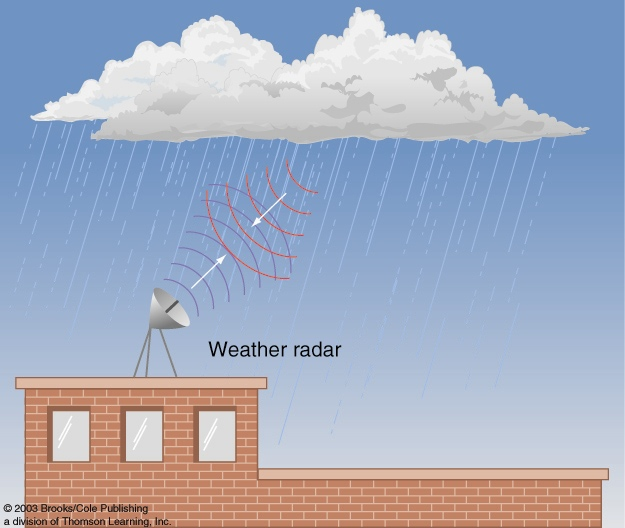 Weather radar
© 2003 Brooks/Cole Publishing
a division of Thomson Learning, Inc.